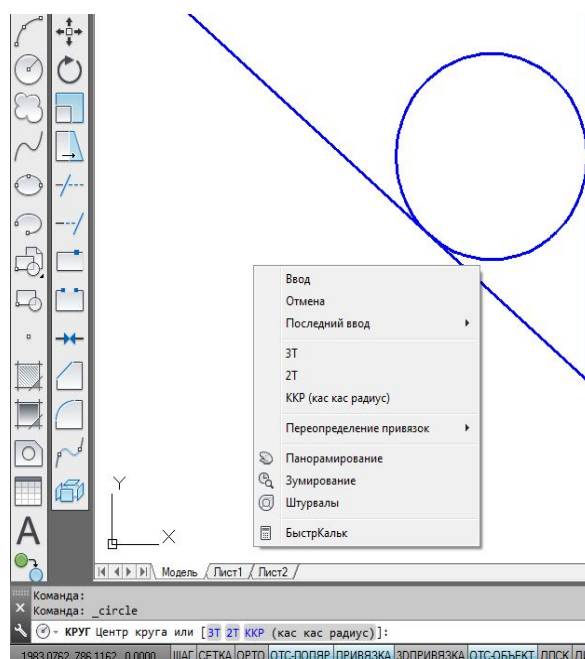 Ввод
Отмена
Последний ввод
3Т
2Т
ККР (кас кас радиус)
Переопределение привязок
Панорамирование
Зумирование
Штурвалы
БыстрКальк
Y
X
A
Модель / Лист1 / Лист2 /
Команда:
Команда: _circle
КРУГ Центр круга или [3Т 2Т ККР (кас кас радиус)]:
1983.0762, 786.1162, 0.0000 ШАГ СЕТКА ОРТО ОТС-ПОЛЯР ПРИВЯЗКА 3DПРИВЯЗКА ОТС-ОБЪЕКТ ДПСК